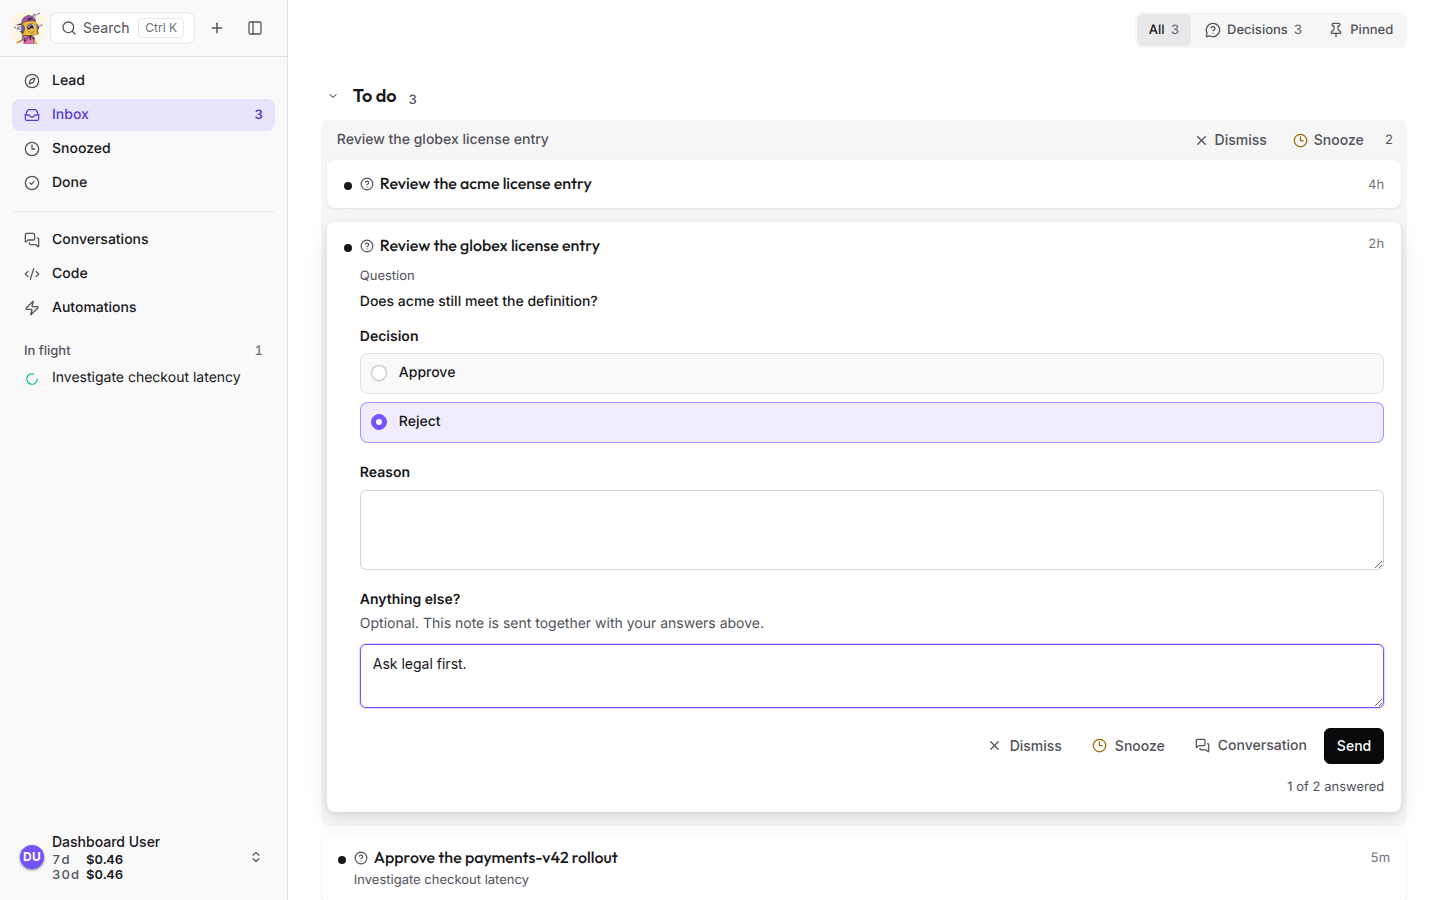 Search Ctrl K
Lead
Inbox 3
Snoozed
Done
Conversations
Code
Automations
In flight 1
Investigate checkout latency
DU Dashboard User
7d $0.46
30d $0.46
All 3 Decisions 3 Pinned
To do 3
Review the globex license entry Dismiss Snooze 2
Review the acme license entry 4h
Review the globex license entry 2h
Question
Does acme still meet the definition?
Decision
Approve
Reject
Reason
Anything else?
Optional. This note is sent together with your answers above.
Ask legal first.
Dismiss Snooze Conversation Send
1 of 2 answered
Approve the payments-v42 rollout 5m
Investigate checkout latency